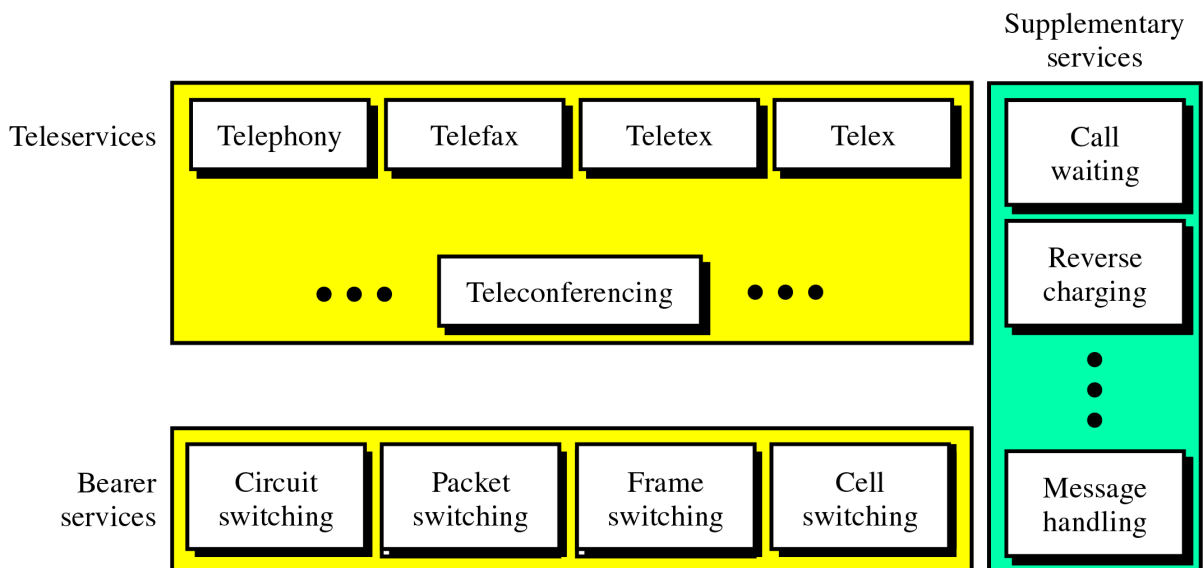 Supplementary
services
Teleservices
Telephony
Telefax
Teletex
Telex
Call
waiting
Teleconferencing
Reverse
charging
Bearer
services
Circuit
switching
Packet
switching
Frame
switching
Cell
switching
Message
handling